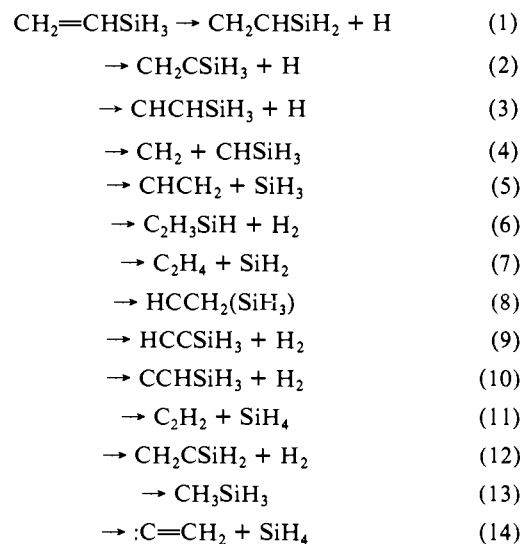 CH₂=CHSiH₃ → CH₂CHSiH₂ + H (1)
→ CH₂CSiH₃ + H (2)
→ CHCHSiH₃ + H (3)
→ CH₂ + CHSiH₃ (4)
→ CHCH₂ + SiH₃ (5)
→ C₂H₃SiH + H₂ (6)
→ C₂H₄ + SiH₂ (7)
→ HCCH₂(SiH₃) (8)
→ HCCSiH₃ + H₂ (9)
→ CCHSiH₃ + H₂ (10)
→ C₂H₂ + SiH₄ (11)
→ CH₂CSiH₂ + H₂ (12)
→ CH₃SiH₃ (13)
→ :C=CH₂ + SiH₄ (14)